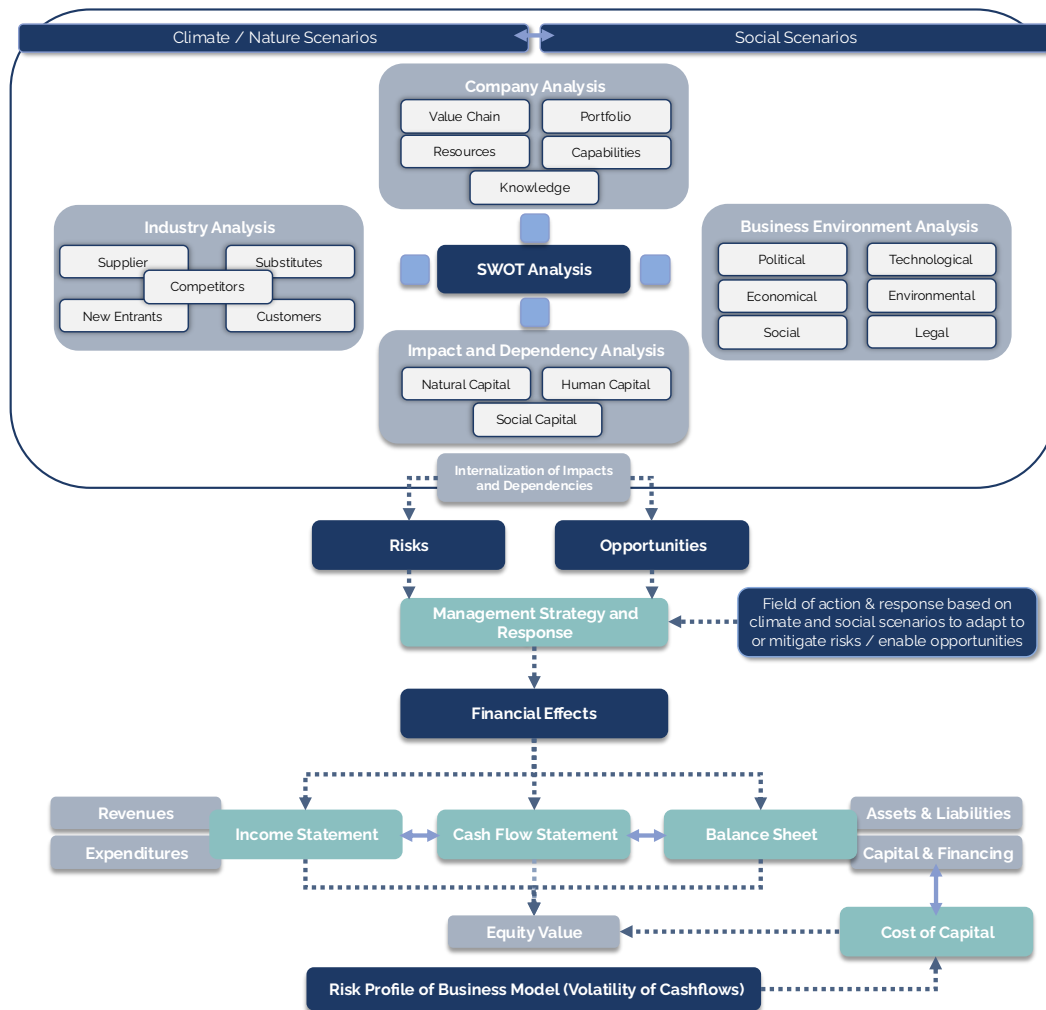 Climate / Nature Scenarios
Social Scenarios
Company Analysis
Value Chain
Portfolio
Resources
Capabilities
Knowledge
Industry Analysis
Supplier
Substitutes
Competitors
New Entrants
Customers
SWOT Analysis
Business Environment Analysis
Political
Technological
Economical
Environmental
Social
Legal
Impact and Dependency Analysis
Natural Capital
Human Capital
Social Capital
Internalization of Impacts
and Dependencies
Risks
Opportunities
Management Strategy and
Response
Field of action & response based on
climate and social scenarios to adapt to
or mitigate risks / enable opportunities
Financial Effects
Revenues
Expenditures
Income Statement
Cash Flow Statement
Balance Sheet
Assets & Liabilities
Capital & Financing
Equity Value
Cost of Capital
Risk Profile of Business Model (Volatility of Cashflows)